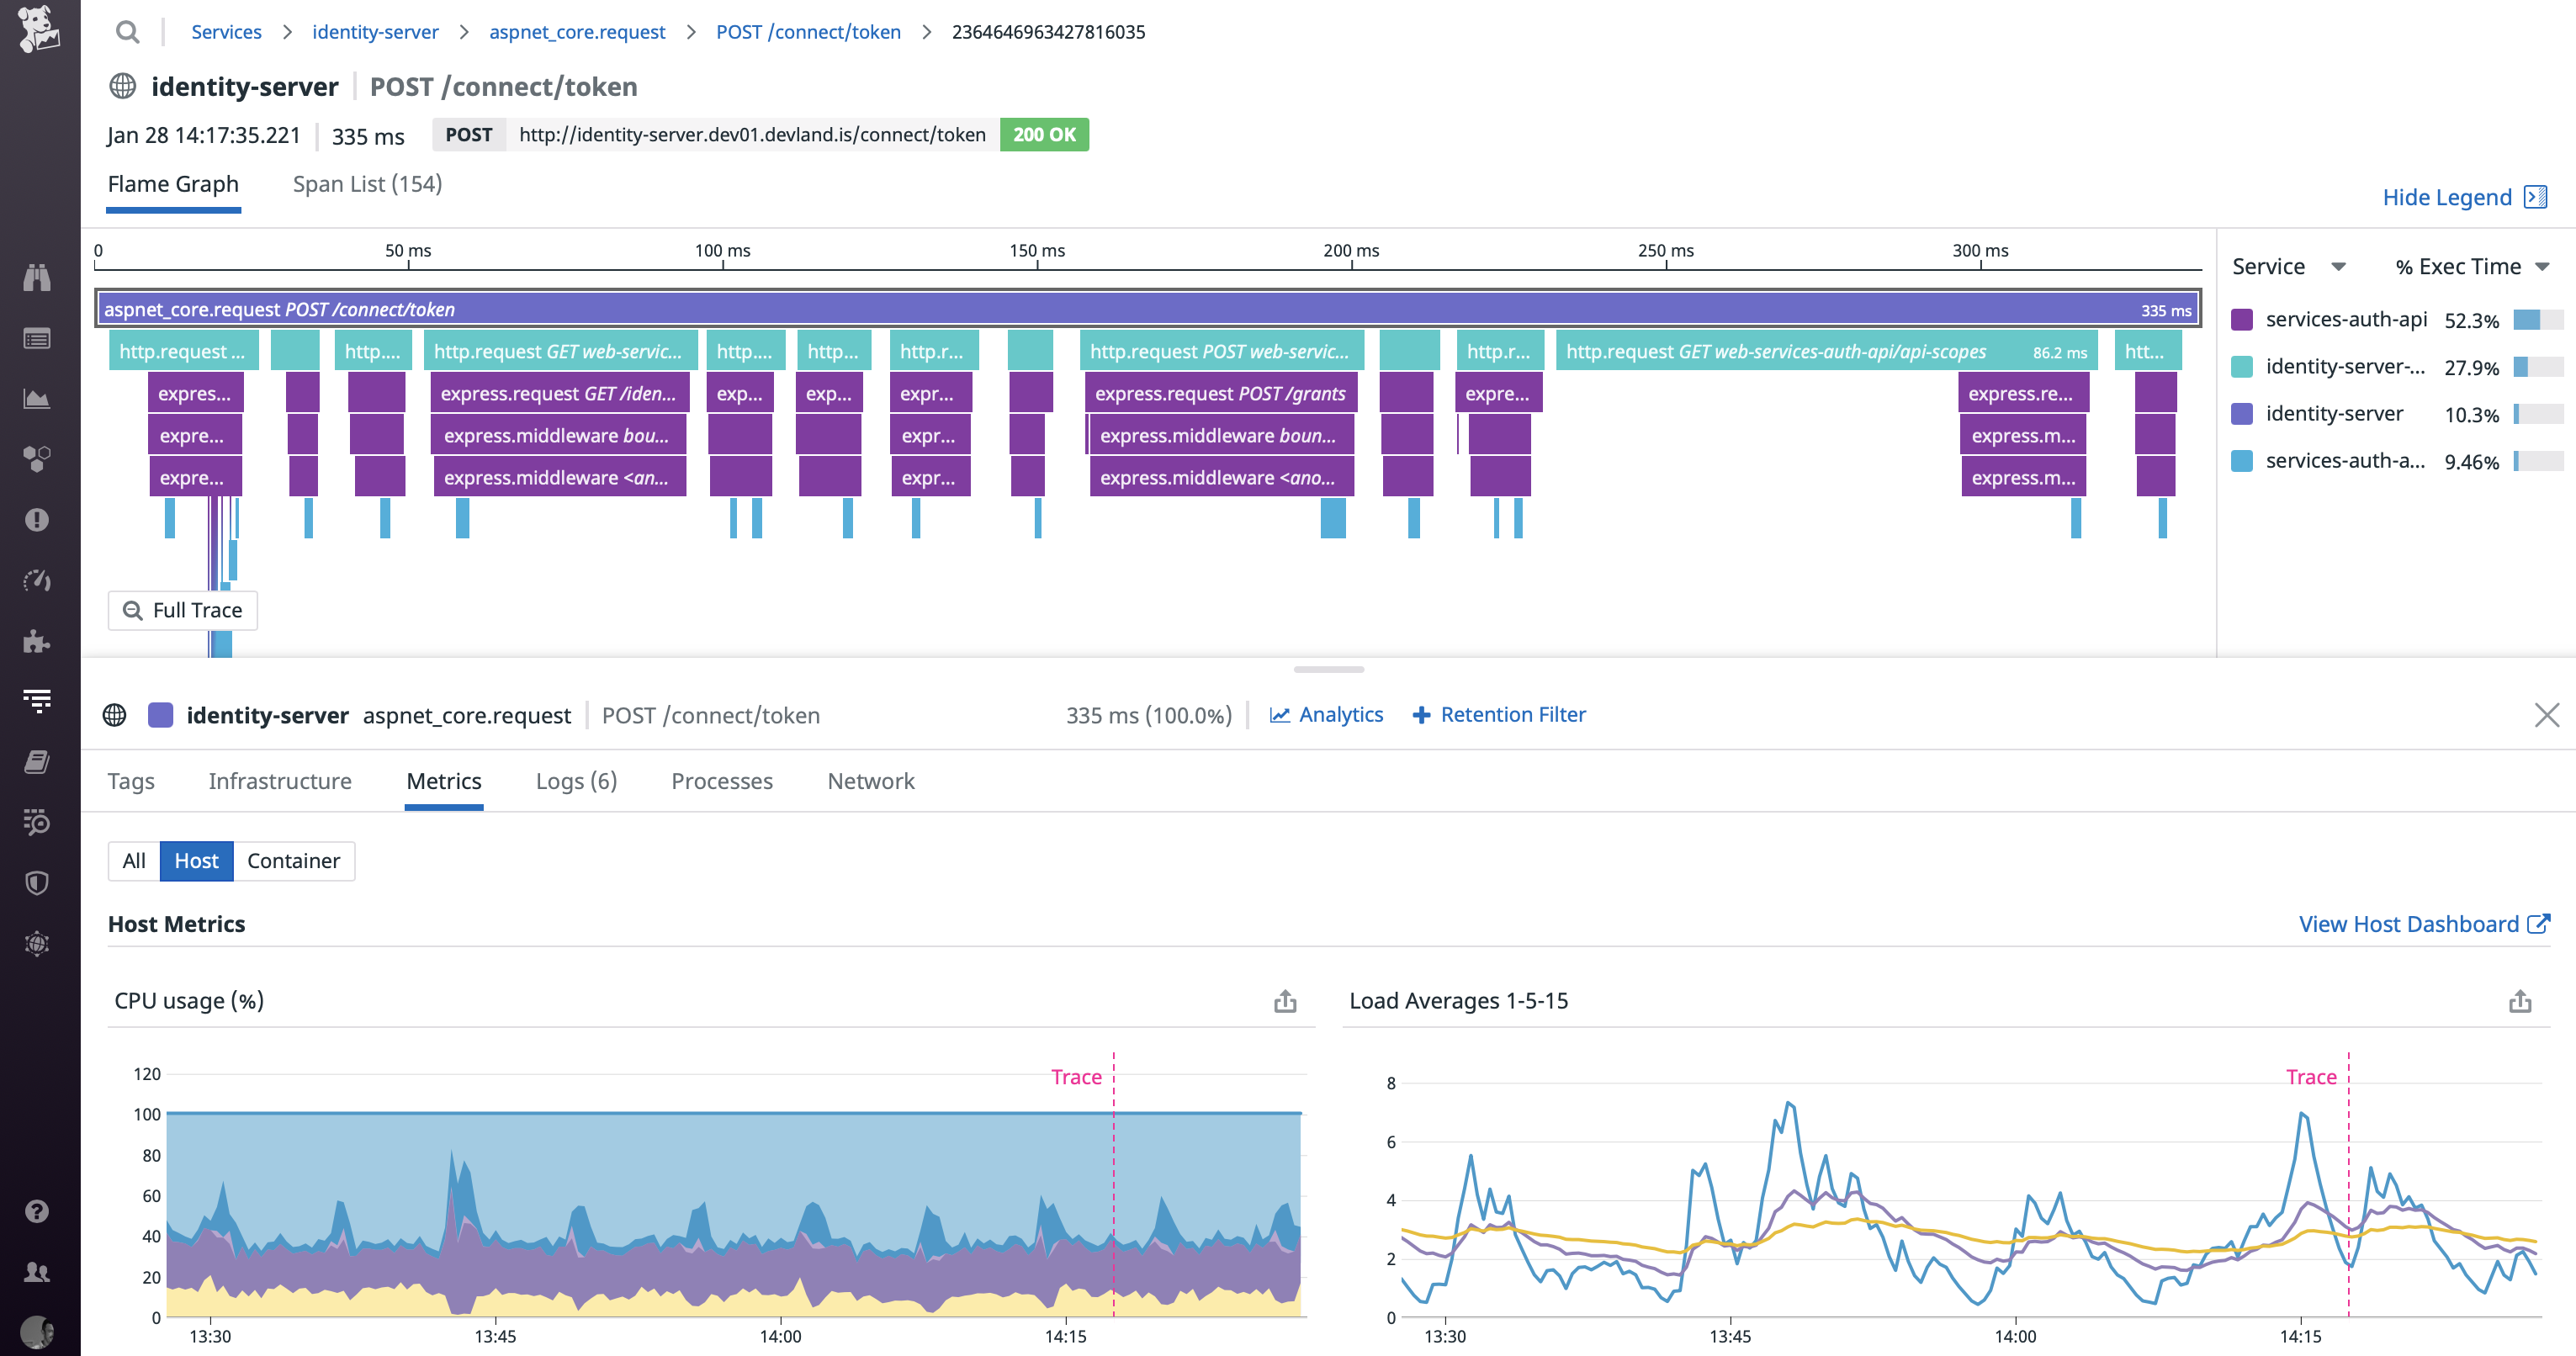 Services > identity-server > aspnet_core.request > POST /connect/token > 2364646963427816035
identity-server | POST /connect/token
Jan 28 14:17:35.221 | 335 ms POST http://identity-server.dev01.devland.is/connect/token 200 OK
Flame Graph Span List (154)
Hide Legend
0 50 ms 100 ms 150 ms 200 ms 250 ms 300 ms
Service % Exec Time
aspnet_core.request POST /connect/token 335 ms
services-auth-api 52.3%
http.request ... http.... http.request GET web-servic... http.... http... http.r... http.request POST web-servic... http.r... http.request GET web-services-auth-api/api-scopes 86.2 ms htt...
identity-server-... 27.9%
expres... express.request GET /iden... exp... exp... expr... express.request POST /grants expre... express.re...
identity-server 10.3%
expre... express.middleware bou... expr... express.middleware boun... express.m...
services-auth-a... 9.46%
expre... express.middleware <an... expr... express.middleware <ano... express.m...
Full Trace
identity-server aspnet_core.request | POST /connect/token 335 ms (100.0%) | Analytics + Retention Filter
Tags Infrastructure Metrics Logs (6) Processes Network
All Host Container
Host Metrics View Host Dashboard
CPU usage (%)
120
100
80
60
40
20
0
Trace
13:30 13:45 14:00 14:15
Load Averages 1-5-15
8
6
4
2
0
Trace
13:30 13:45 14:00 14:15